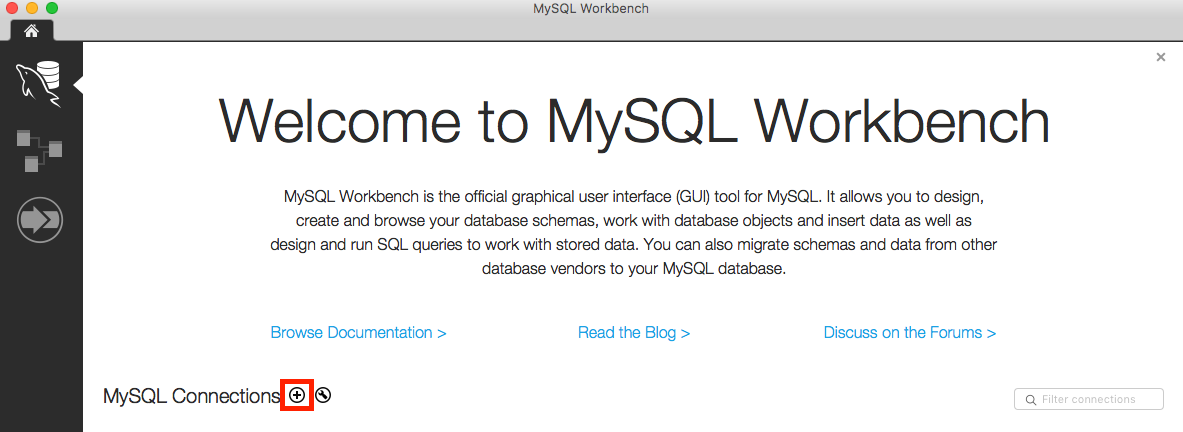 MySQL Workbench
Welcome to MySQL Workbench
MySQL Workbench is the official graphical user interface (GUI) tool for MySQL. It allows you to design,
create and browse your database schemas, work with database objects and insert data as well as
design and run SQL queries to work with stored data. You can also migrate schemas and data from other
database vendors to your MySQL database.
Browse Documentation > Read the Blog > Discuss on the Forums >
MySQL Connections Filter connections